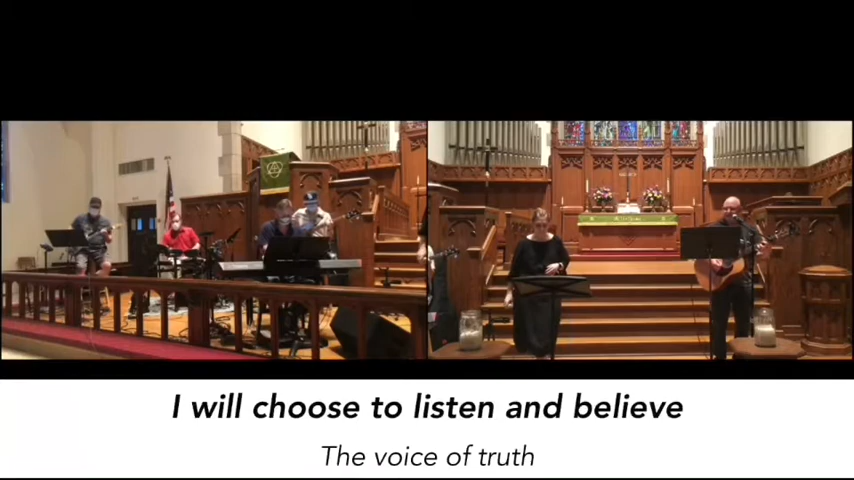 I will choose to listen and believe
The voice of truth